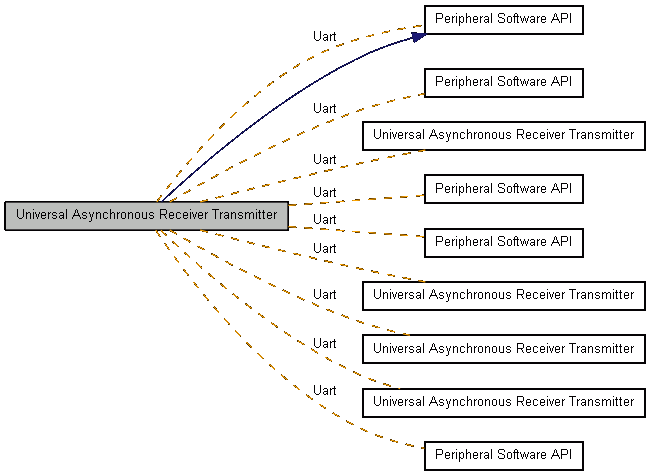 Peripheral Software API
Uart
Peripheral Software API
Uart
Universal Asynchronous Receiver Transmitter
Uart
Peripheral Software API
Uart
Universal Asynchronous Receiver Transmitter
Uart
Peripheral Software API
Uart
Universal Asynchronous Receiver Transmitter
Uart
Universal Asynchronous Receiver Transmitter
Uart
Universal Asynchronous Receiver Transmitter
Uart
Peripheral Software API